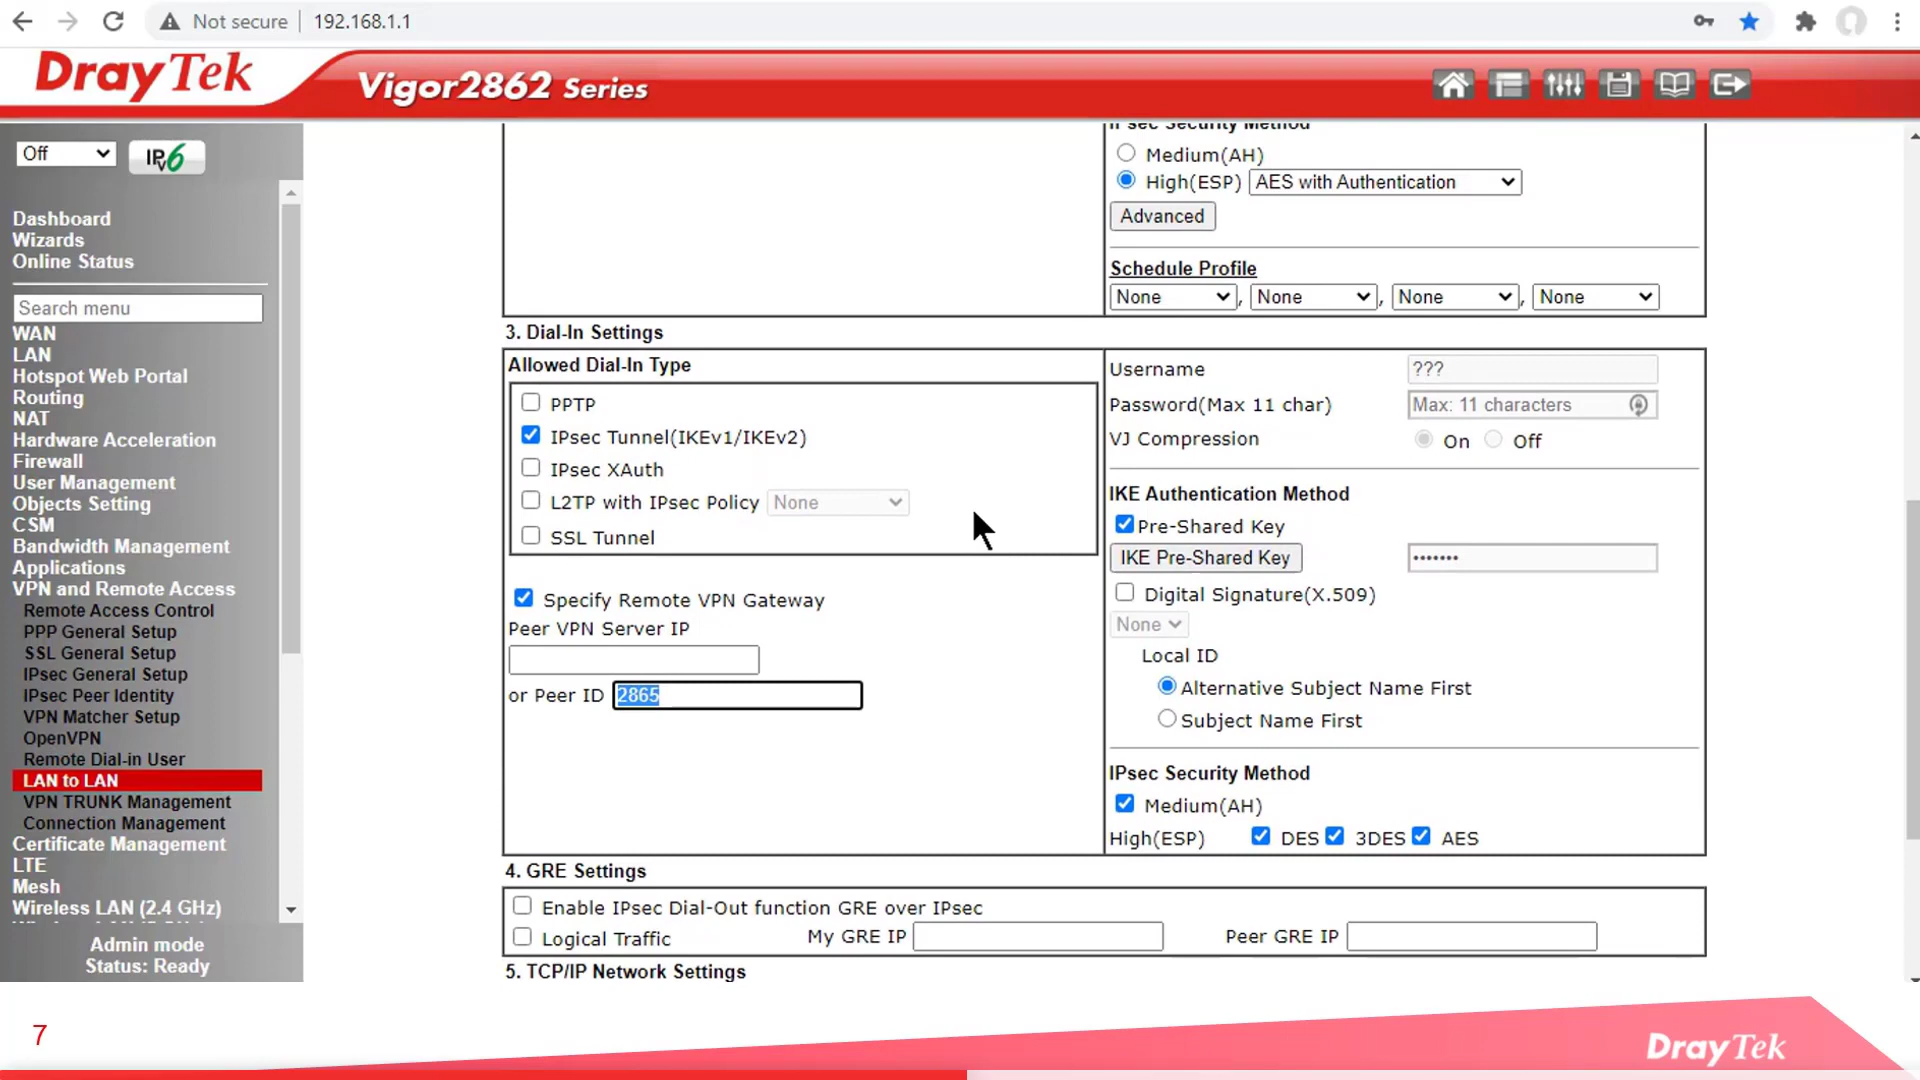 Not secure
192.168.1.1
DrayTek
Vigor2862 Series
Off
IPv6
Dashboard
Wizards
Online Status
Search menu
WAN
LAN
Hotspot Web Portal
Routing
NAT
Hardware Acceleration
Firewall
User Management
Objects Setting
CSM
Bandwidth Management
Applications
VPN and Remote Access
Remote Access Control
PPP General Setup
SSL General Setup
IPsec General Setup
IPsec Peer Identity
VPN Matcher Setup
OpenVPN
Remote Dial-in User
LAN to LAN
VPN TRUNK Management
Connection Management
Certificate Management
LTE
Mesh
Wireless LAN (2.4 GHz)
Admin mode
Status: Ready
IPsec Security Method
Medium(AH)
High(ESP) AES with Authentication
Advanced
Schedule Profile
None , None , None , None
3. Dial-In Settings
Allowed Dial-In Type
PPTP
IPsec Tunnel(IKEv1/IKEv2)
IPsec XAuth
L2TP with IPsec Policy None
SSL Tunnel
Specify Remote VPN Gateway
Peer VPN Server IP
or Peer ID 2865
Username ???
Password(Max 11 char) Max: 11 characters
VJ Compression On Off
IKE Authentication Method
Pre-Shared Key
IKE Pre-Shared Key •••••••
Digital Signature(X.509)
None
Local ID
Alternative Subject Name First
Subject Name First
IPsec Security Method
Medium(AH)
High(ESP) DES 3DES AES
4. GRE Settings
Enable IPsec Dial-Out function GRE over IPsec
Logical Traffic My GRE IP Peer GRE IP
5. TCP/IP Network Settings
7
DrayTek